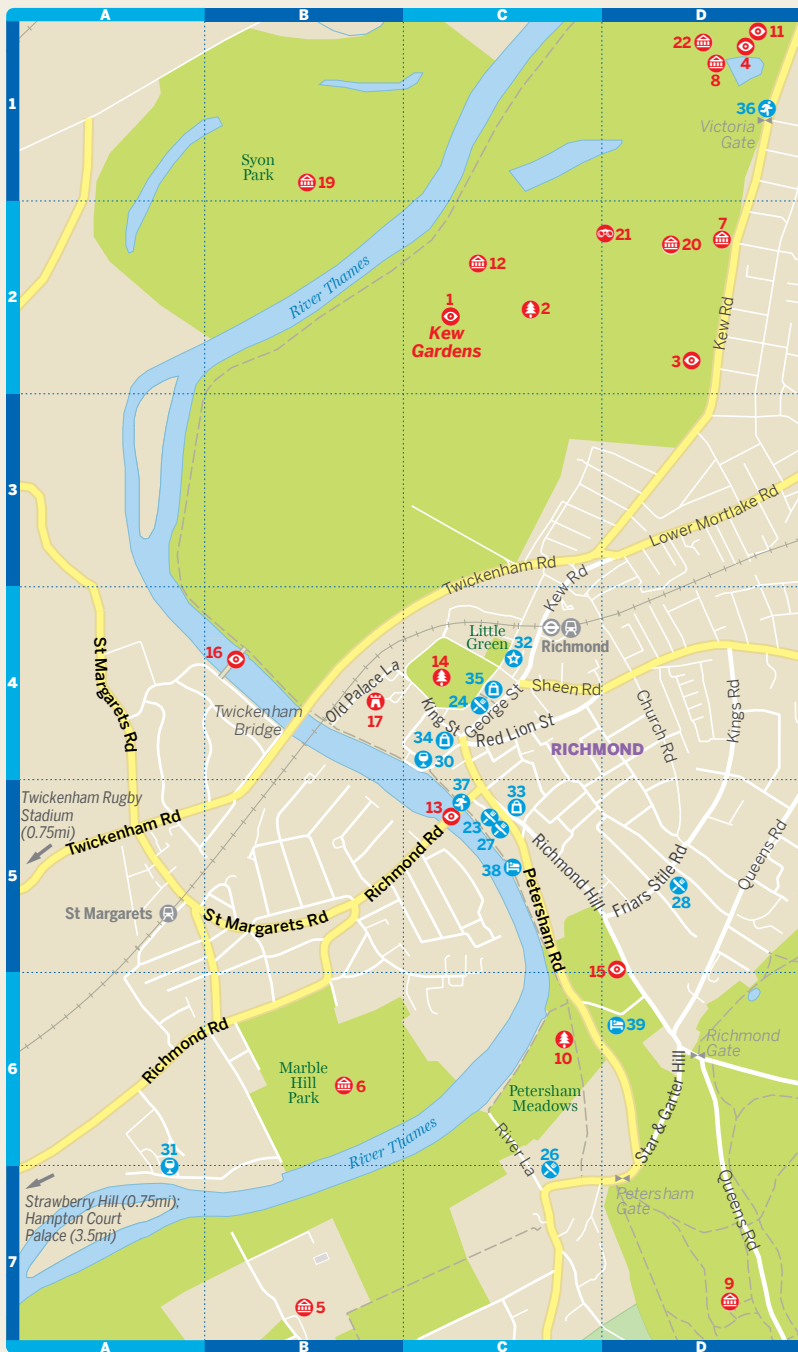 A
B
C
D
1
2
3
4
5
6
7
22
11
8
4
36
Victoria
Gate
Syon
Park
19
21
20
7
12
River Thames
1
Kew
Gardens
2
3
Kew Rd
Lower Mortlake Rd
Twickenham Rd
Kew Rd
Little
Green
32
Richmond
16
14
35
Sheen Rd
St Margarets Rd
Old Palace La
24
George St
King St
Red Lion St
Church Rd
Kings Rd
Twickenham
Bridge
17
34
30
RICHMOND
Twickenham Rugby
Stadium
(0.75mi)
Twickenham Rd
37
13
33
23
27
Richmond Hill
Richmond Rd
38
Friars Stile Rd
Queens Rd
28
St Margarets
St Margarets Rd
Petersham Rd
15
39
Richmond Rd
10
Richmond
Gate
Marble
Hill
Park
6
Petersham
Meadows
Star & Garter Hill
River Thames
River La
26
31
Strawberry Hill (0.75mi);
Hampton Court
Palace (3.5mi)
Petersham
Gate
Queens Rd
5
9
A
B
C
D